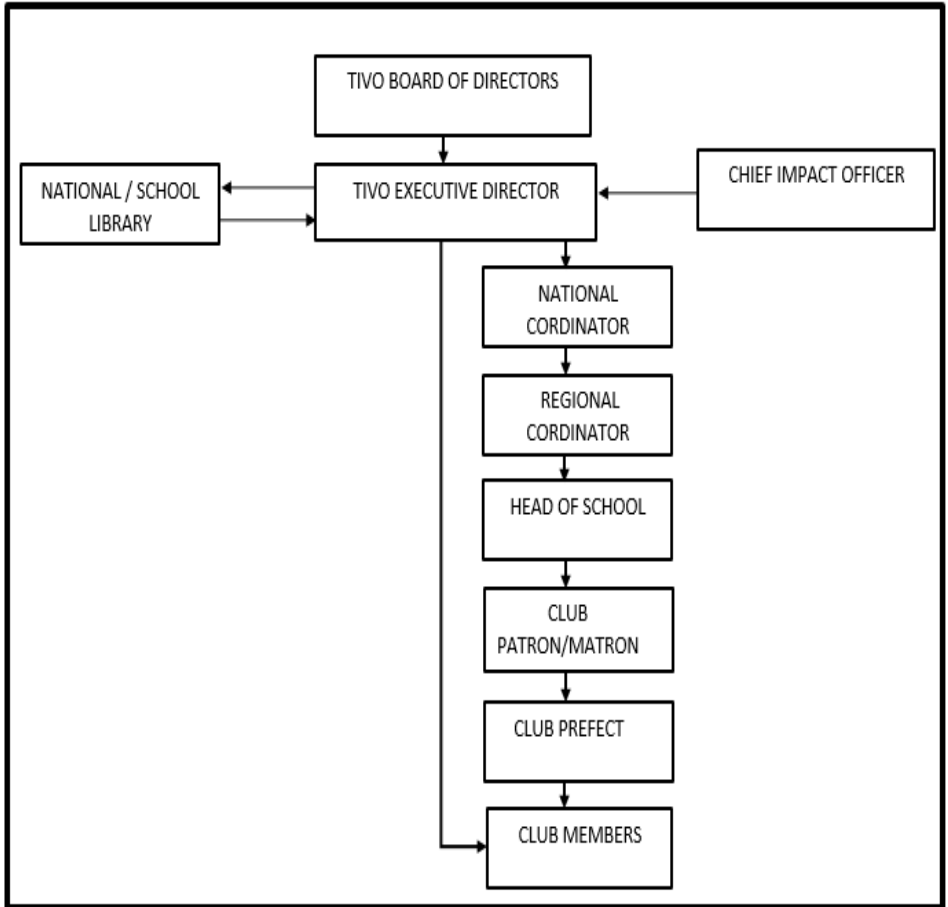 TIVO BOARD OF DIRECTORS
NATIONAL / SCHOOL
LIBRARY
TIVO EXECUTIVE DIRECTOR
CHIEF IMPACT OFFICER
NATIONAL
CORDINATOR
REGIONAL
CORDINATOR
HEAD OF SCHOOL
CLUB
PATRON/MATRON
CLUB PREFECT
CLUB MEMBERS